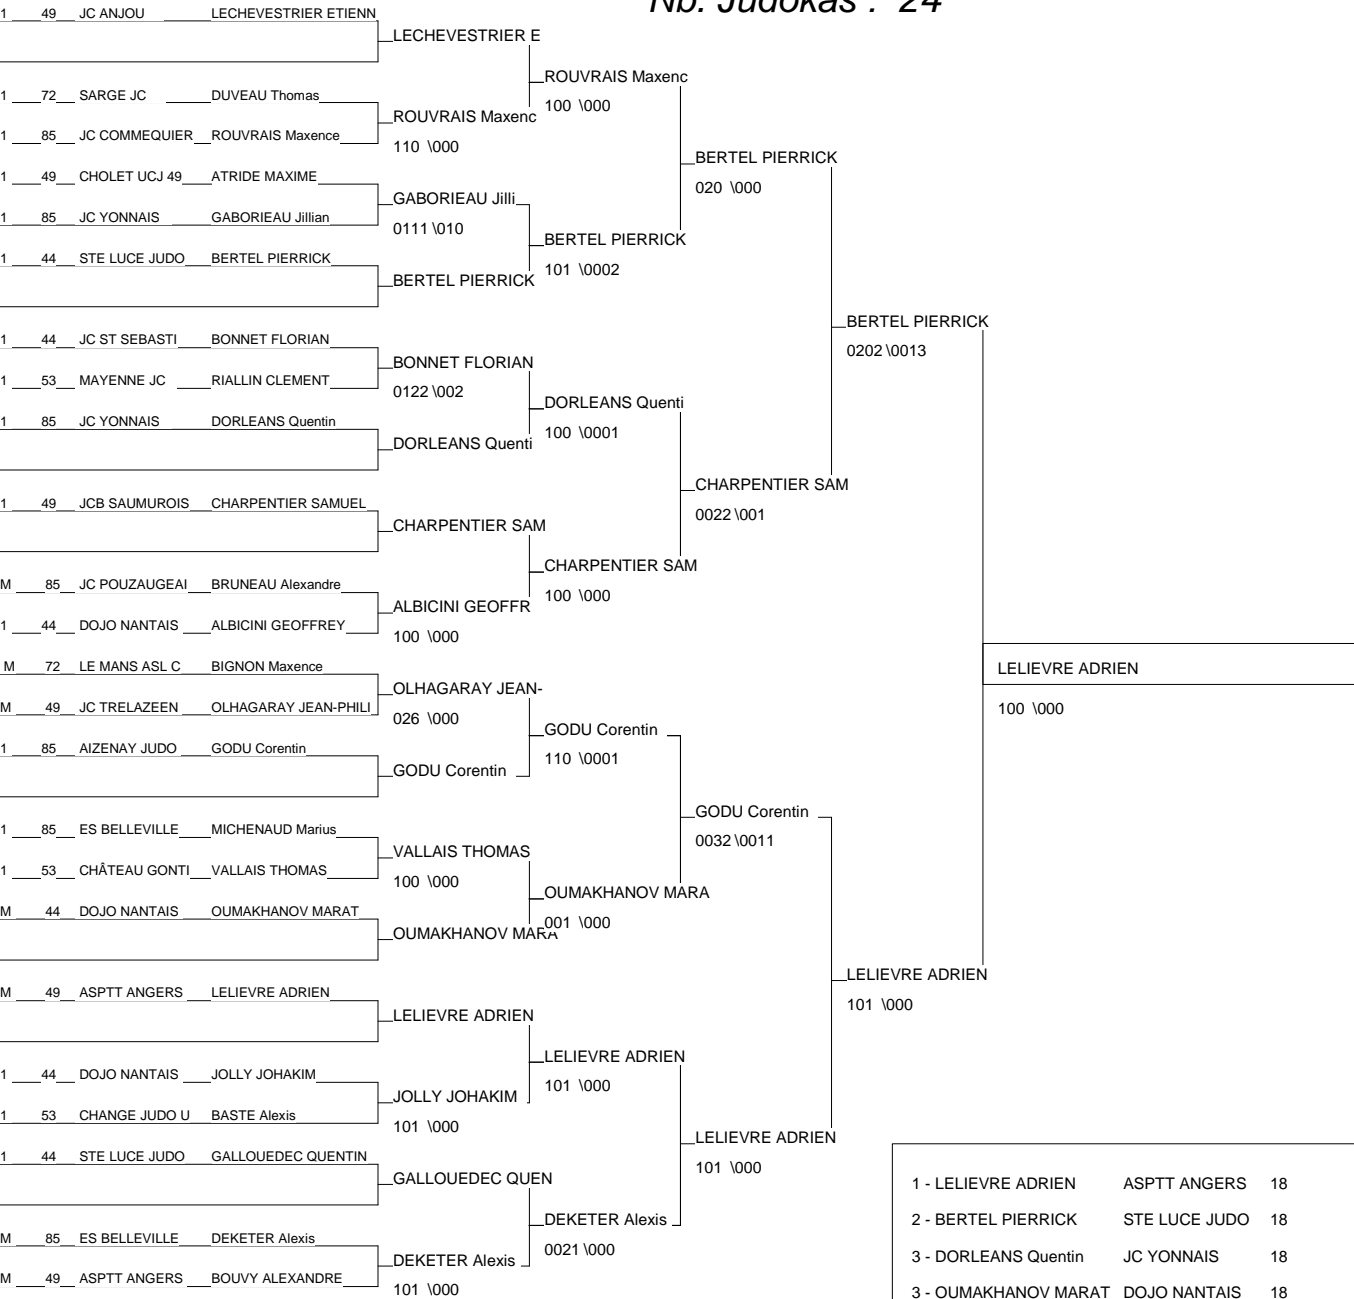 Nb. Judokas : 24
1 49 JC ANJOU LECHEVESTRIER ETIENN
LECHEVESTRIER E
ROUVRAIS Maxenc
100 \000
1 72 SARGE JC DUVEAU Thomas
ROUVRAIS Maxenc
110 \000
1 85 JC COMMEQUIER ROUVRAIS Maxence
BERTEL PIERRICK
020 \000
1 49 CHOLET UCJ 49 ATRIDE MAXIME
GABORIEAU Jilli
0111 \010
1 85 JC YONNAIS GABORIEAU Jillian
BERTEL PIERRICK
101 \0002
1 44 STE LUCE JUDO BERTEL PIERRICK
BERTEL PIERRICK
BERTEL PIERRICK
0202 \0013
1 44 JC ST SEBASTI BONNET FLORIAN
BONNET FLORIAN
0122 \002
1 53 MAYENNE JC RIALLIN CLEMENT
DORLEANS Quenti
100 \0001
1 85 JC YONNAIS DORLEANS Quentin
DORLEANS Quenti
CHARPENTIER SAM
0022 \001
1 49 JCB SAUMUROIS CHARPENTIER SAMUEL
CHARPENTIER SAM
CHARPENTIER SAM
100 \000
M 85 JC POUZAUGEAI BRUNEAU Alexandre
ALBICINI GEOFFR
100 \000
1 44 DOJO NANTAIS ALBICINI GEOFFREY
LELIEVRE ADRIEN
100 \000
M 72 LE MANS ASL C BIGNON Maxence
OLHAGARAY JEAN-
026 \000
M 49 JC TRELAZEEN OLHAGARAY JEAN-PHILI
GODU Corentin
110 \0001
1 85 AIZENAY JUDO GODU Corentin
GODU Corentin
GODU Corentin
0032 \0011
1 85 ES BELLEVILLE MICHENAUD Marius
VALLAIS THOMAS
100 \000
1 53 CHÂTEAU GONTI VALLAIS THOMAS
OUMAKHANOV MARA
001 \000
M 44 DOJO NANTAIS OUMAKHANOV MARAT
OUMAKHANOV MARA
LELIEVRE ADRIEN
101 \000
M 49 ASPTT ANGERS LELIEVRE ADRIEN
LELIEVRE ADRIEN
LELIEVRE ADRIEN
101 \000
1 44 DOJO NANTAIS JOLLY JOHAKIM
JOLLY JOHAKIM
101 \000
1 53 CHANGE JUDO U BASTE Alexis
LELIEVRE ADRIEN
101 \000
1 44 STE LUCE JUDO GALLOUEDEC QUENTIN
GALLOUEDEC QUEN
DEKETER Alexis
0021 \000
M 85 ES BELLEVILLE DEKETER Alexis
DEKETER Alexis
101 \000
M 49 ASPTT ANGERS BOUVY ALEXANDRE
1 - LELIEVRE ADRIEN ASPTT ANGERS 18
2 - BERTEL PIERRICK STE LUCE JUDO 18
3 - DORLEANS Quentin JC YONNAIS 18
3 - OUMAKHANOV MARAT DOJO NANTAIS 18